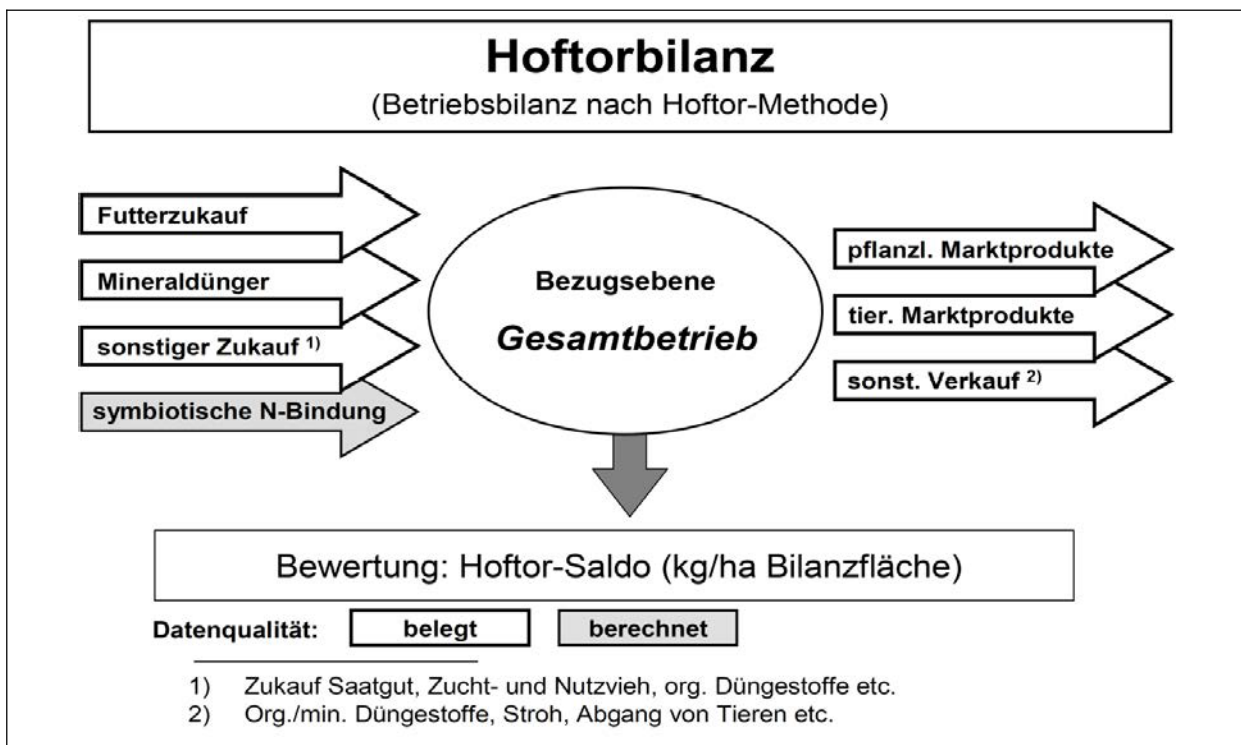 Hoftorbilanz
(Betriebsbilanz nach Hoftor-Methode)
Futterzukauf
Mineraldünger
sonstiger Zukauf 1)
symbiotische N-Bindung
Bezugsebene
Gesamtbetrieb
pflanzl. Marktprodukte
tier. Marktprodukte
sonst. Verkauf 2)
Bewertung: Hoftor-Saldo (kg/ha Bilanzfläche)
Datenqualität: belegt berechnet
1) Zukauf Saatgut, Zucht- und Nutzvieh, org. Düngestoffe etc.
2) Org./min. Düngestoffe, Stroh, Abgang von Tieren etc.